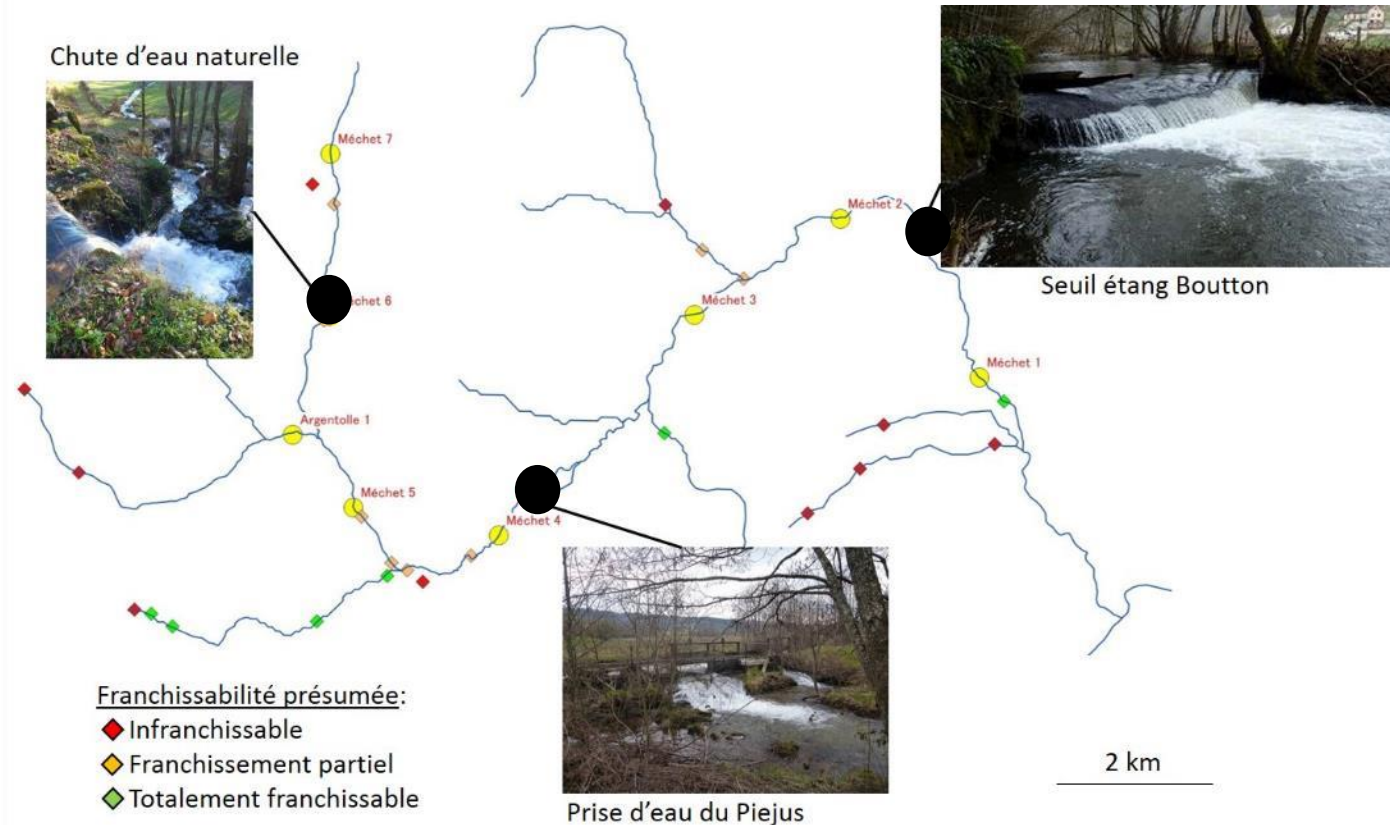 Chute d'eau naturelle
Méchet 7
Méchet 2
Seuil étang Boutton
Méchet 6
Méchet 3
Méchet 1
Argentolle 1
Méchet 5
Méchet 4
Franchissabilité présumée:
Infranchissable
Franchissement partiel
Totalement franchissable
2 km
Prise d'eau du Piejus